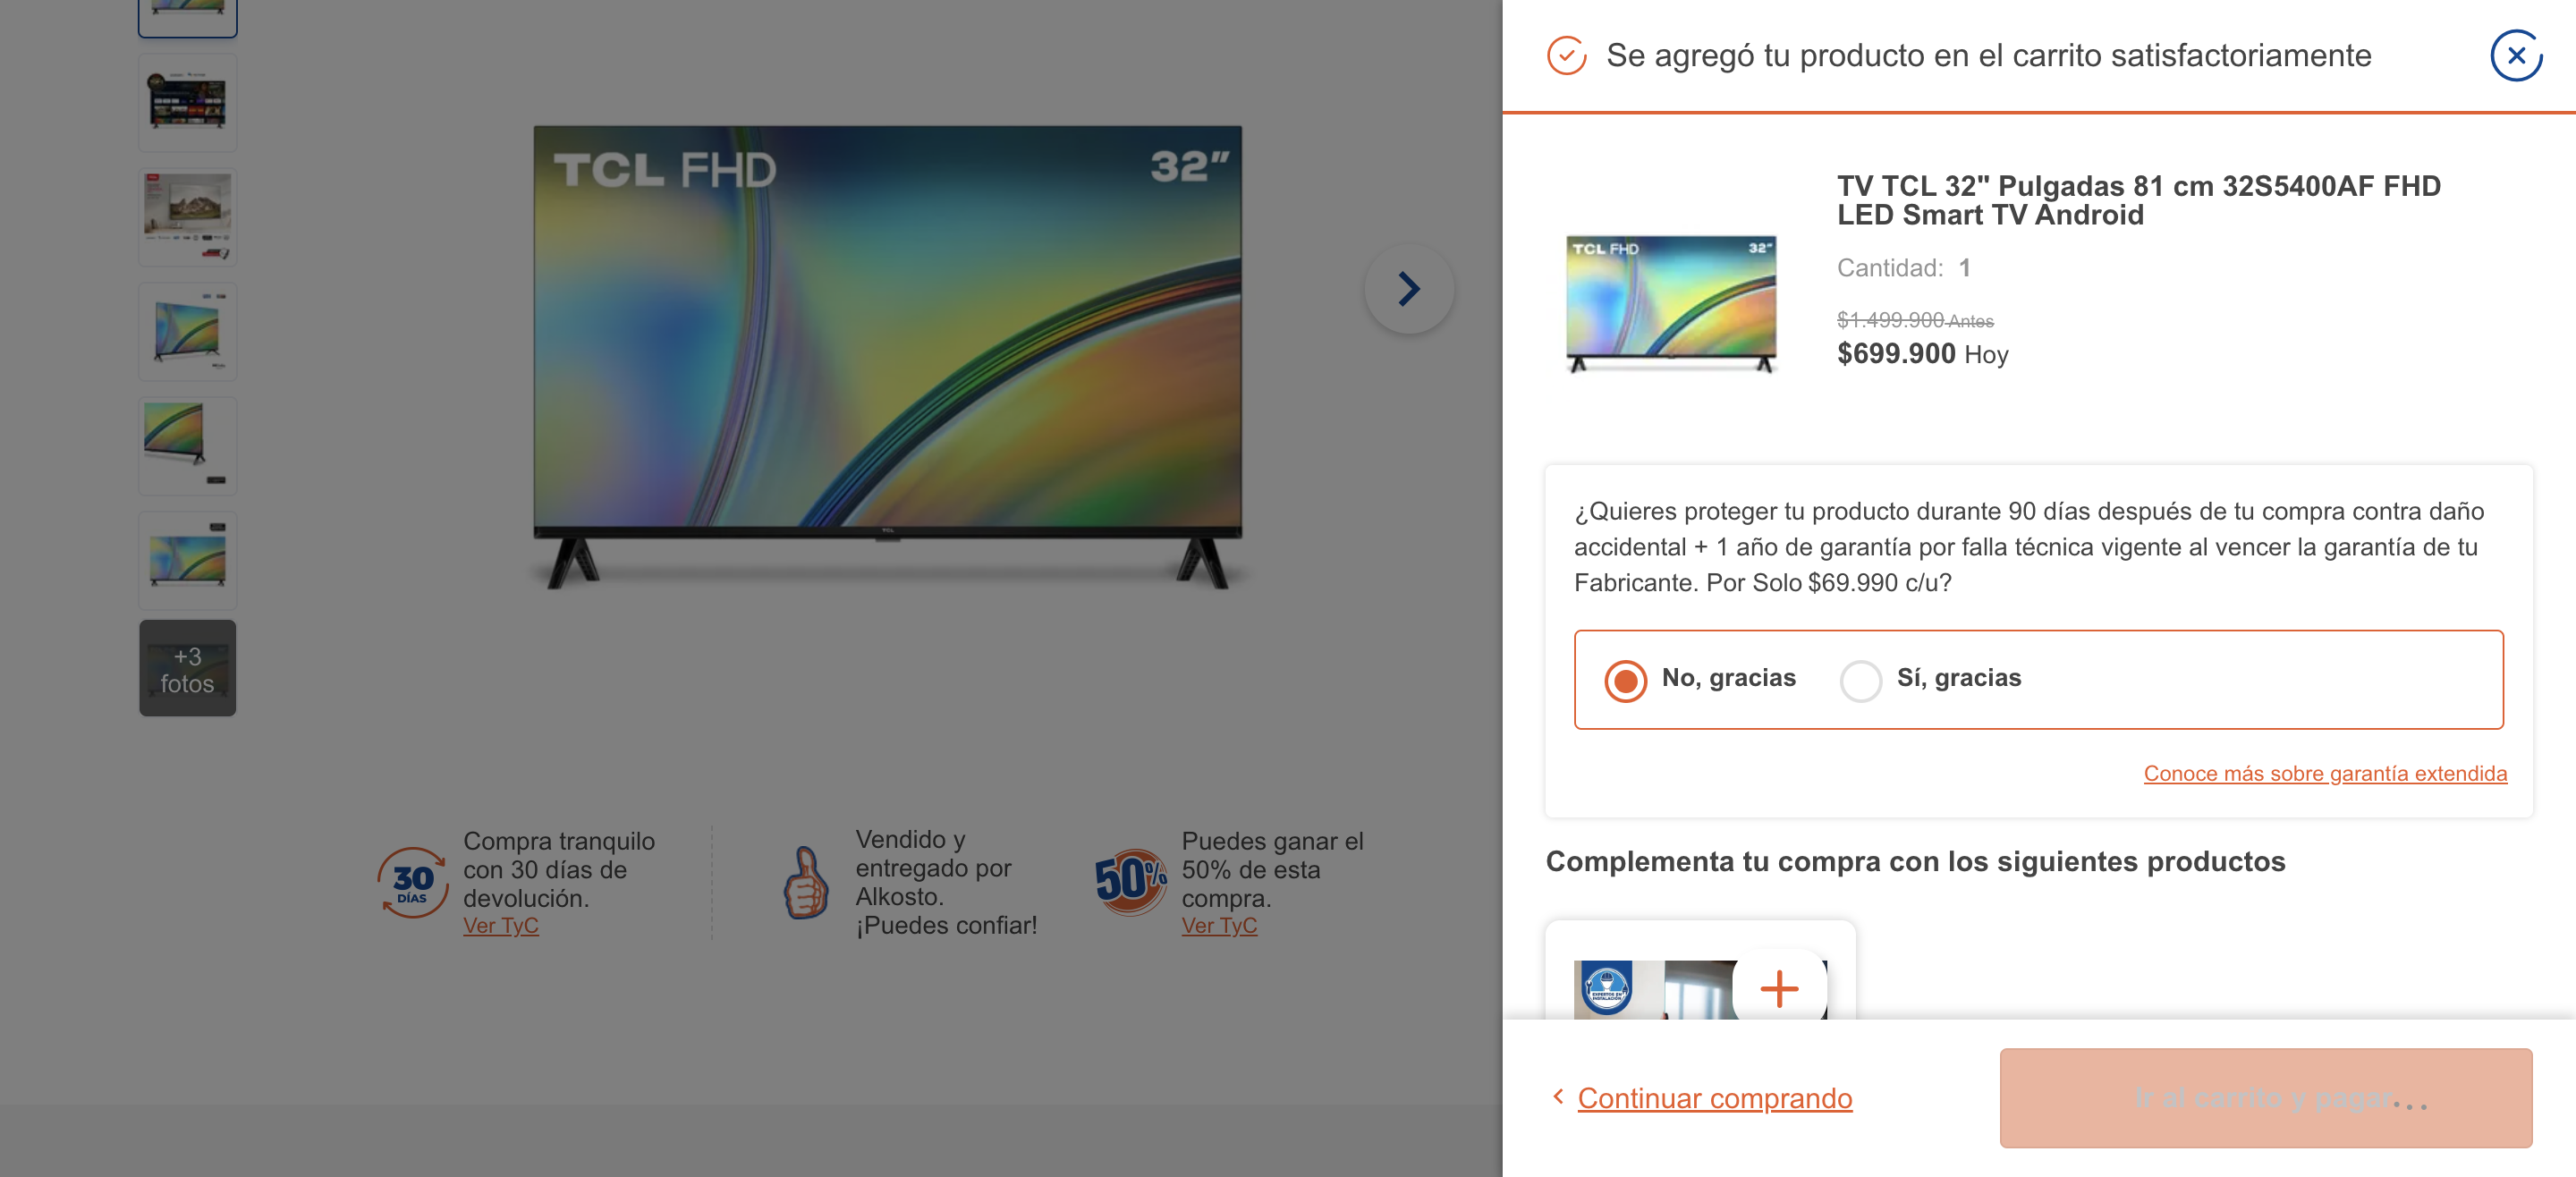 TCL FHD 32"
TCL
+3
fotos
30
DÍAS
Compra tranquilo
con 30 días de
devolución.
Ver TyC
Vendido y
entregado por
Alkosto.
¡Puedes confiar!
50%
Puedes ganar el
50% de esta
compra.
Ver TyC
Se agregó tu producto en el carrito satisfactoriamente
TCL FHD 32"
TV TCL 32" Pulgadas 81 cm 32S5400AF FHD
LED Smart TV Android
Cantidad: 1
$1.499.900 Antes
$699.900 Hoy
¿Quieres proteger tu producto durante 90 días después de tu compra contra daño
accidental + 1 año de garantía por falla técnica vigente al vencer la garantía de tu
Fabricante. Por Solo $69.990 c/u?
No, gracias Sí, gracias
Conoce más sobre garantía extendida
Complementa tu compra con los siguientes productos
EXPERTOS EN
INSTALACIÓN
Continuar comprando
Ir al carrito y pagar...